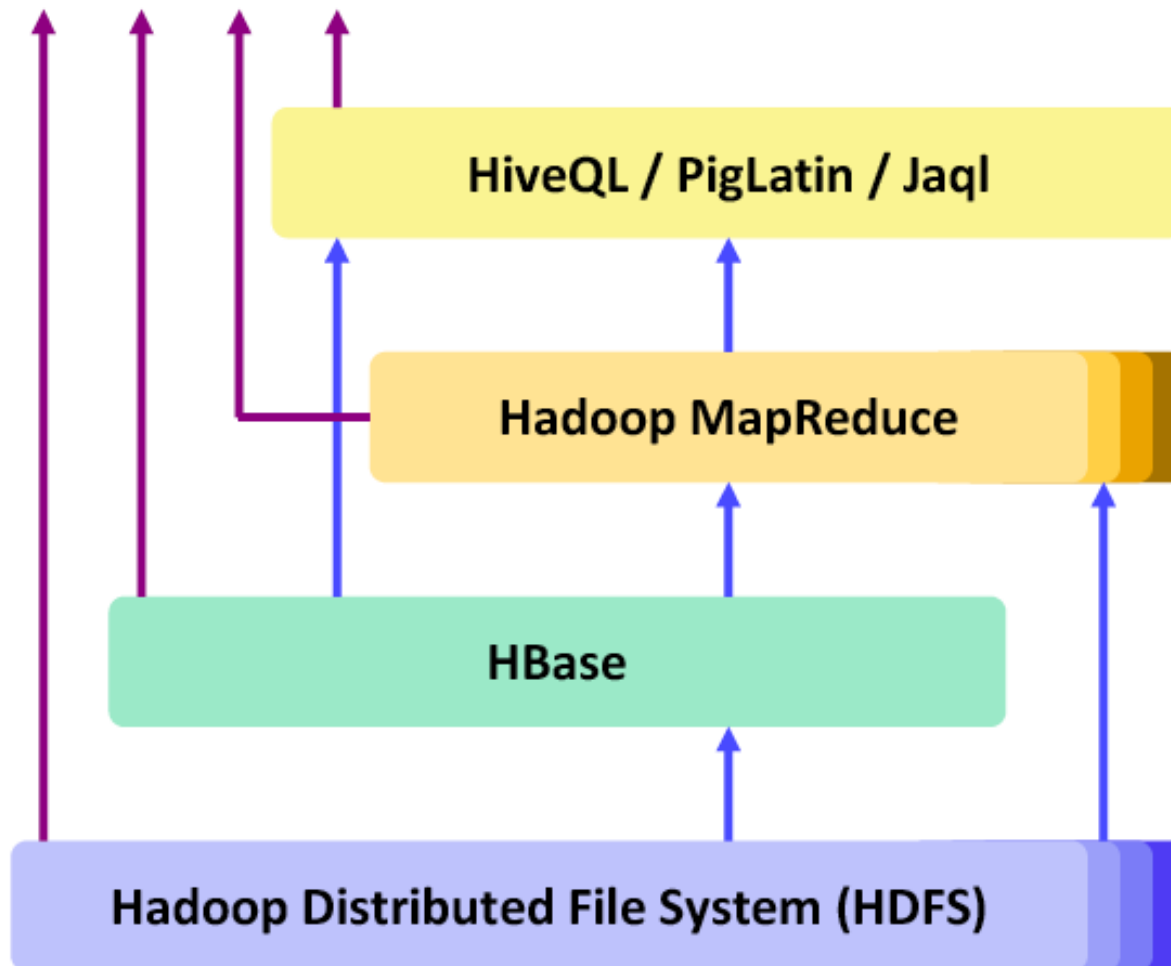 HiveQL / PigLatin / Jaql
Hadoop MapReduce
HBase
Hadoop Distributed File System (HDFS)